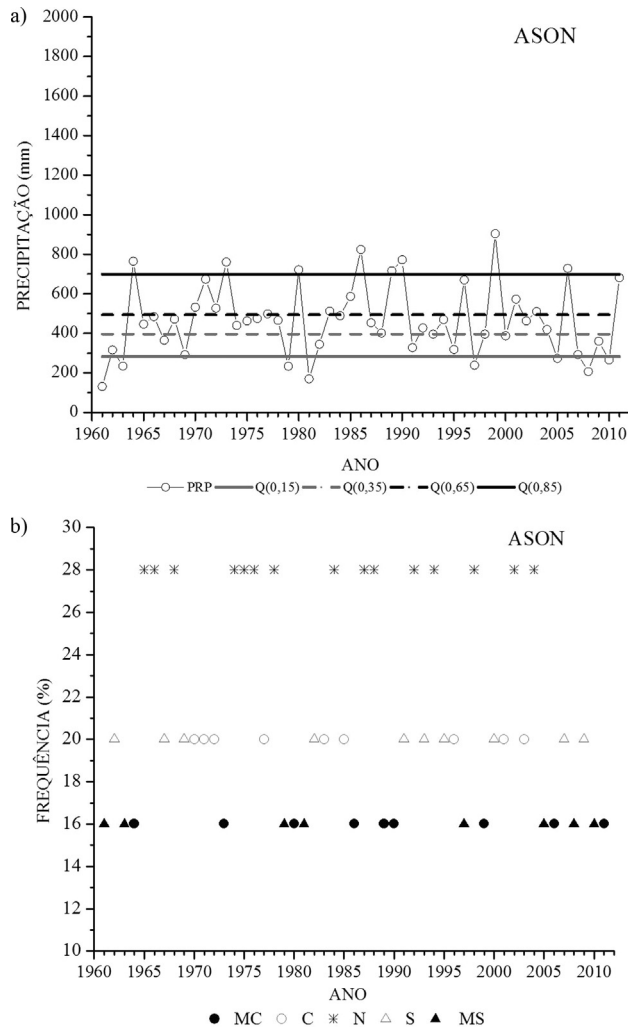 a)
ASON
2000
1800
1600
1400
1200
1000
800
600
400
200
0
PRECIPITAÇÃO (mm)
1960 1965 1970 1975 1980 1985 1990 1995 2000 2005 2010
ANO
PRP Q(0,15) Q(0,35) Q(0,65) Q(0,85)
b)
ASON
30
28
26
24
22
20
18
16
14
12
10
FREQUÊNCIA (%)
1960 1965 1970 1975 1980 1985 1990 1995 2000 2005 2010
ANO
MC C N S MS